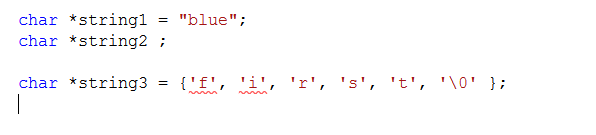 char *string1 = "blue";
char *string2 ;
char *string3 = {'f', 'i', 'r', 's', 't', '\0' };